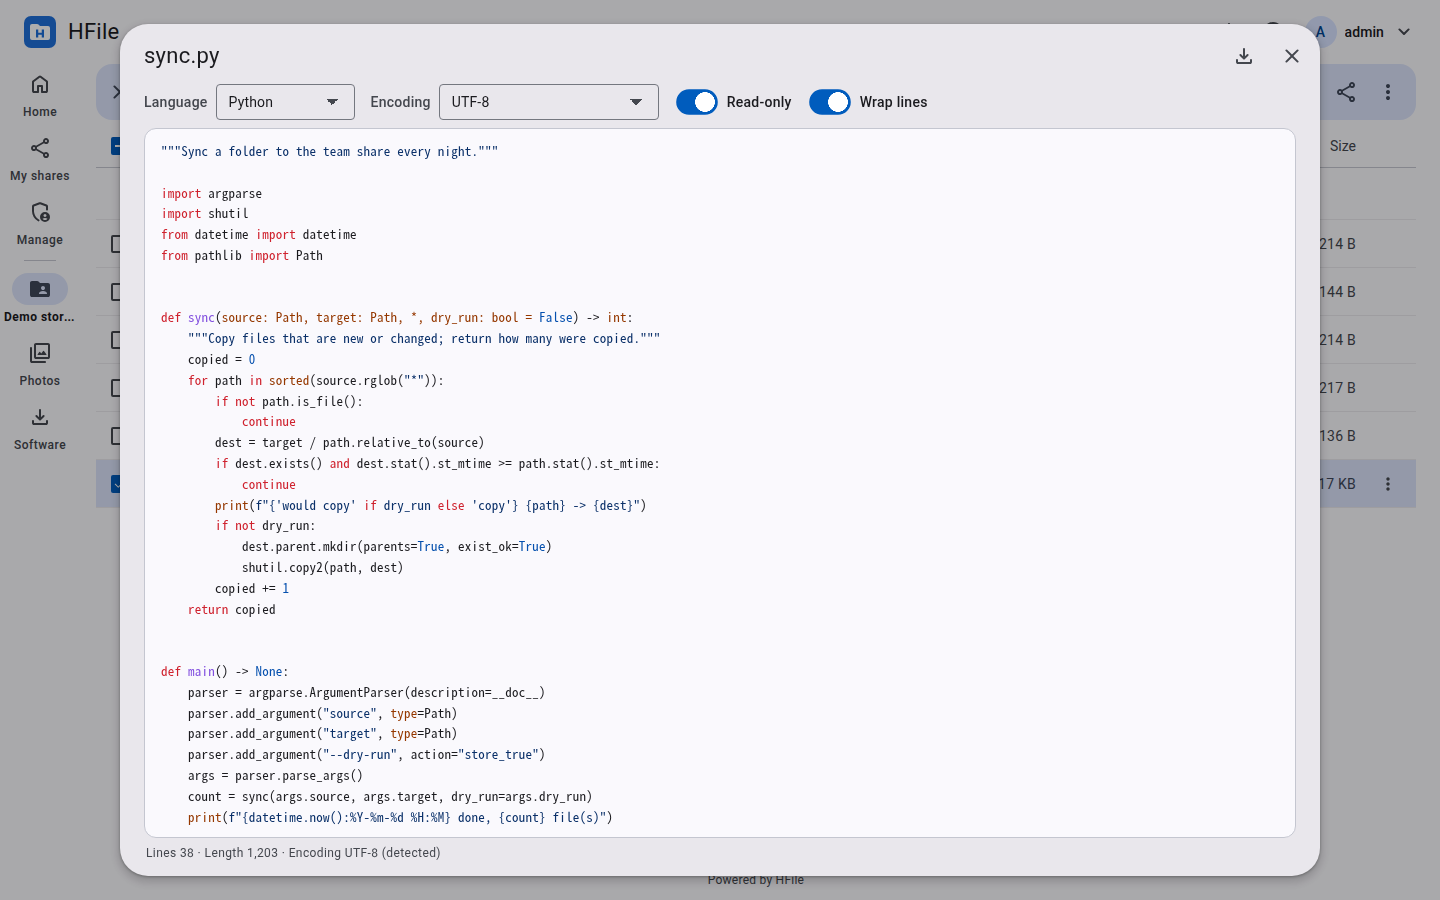 HFile
A
admin
Home
My shares
Manage
Demo stor...
Photos
Software
sync.py
Language
Python
Encoding
UTF-8
Read-only
Wrap lines
"""Sync a folder to the team share every night."""
import argparse
import shutil
from datetime import datetime
from pathlib import Path
def sync(source: Path, target: Path, *, dry_run: bool = False) -> int:
    """Copy files that are new or changed; return how many were copied."""
    copied = 0
    for path in sorted(source.rglob("*")):
        if not path.is_file():
            continue
        dest = target / path.relative_to(source)
        if dest.exists() and dest.stat().st_mtime >= path.stat().st_mtime:
            continue
        print(f"{'would copy' if dry_run else 'copy'} {path} -> {dest}")
        if not dry_run:
            dest.parent.mkdir(parents=True, exist_ok=True)
            shutil.copy2(path, dest)
        copied += 1
    return copied
def main() -> None:
    parser = argparse.ArgumentParser(description=__doc__)
    parser.add_argument("source", type=Path)
    parser.add_argument("target", type=Path)
    parser.add_argument("--dry-run", action="store_true")
    args = parser.parse_args()
    count = sync(args.source, args.target, dry_run=args.dry_run)
    print(f"{datetime.now():%Y-%m-%d %H:%M} done, {count} file(s)")
Lines 38 · Length 1,203 · Encoding UTF-8 (detected)
Size
214 B
144 B
214 B
217 B
136 B
17 KB
Powered by HFile